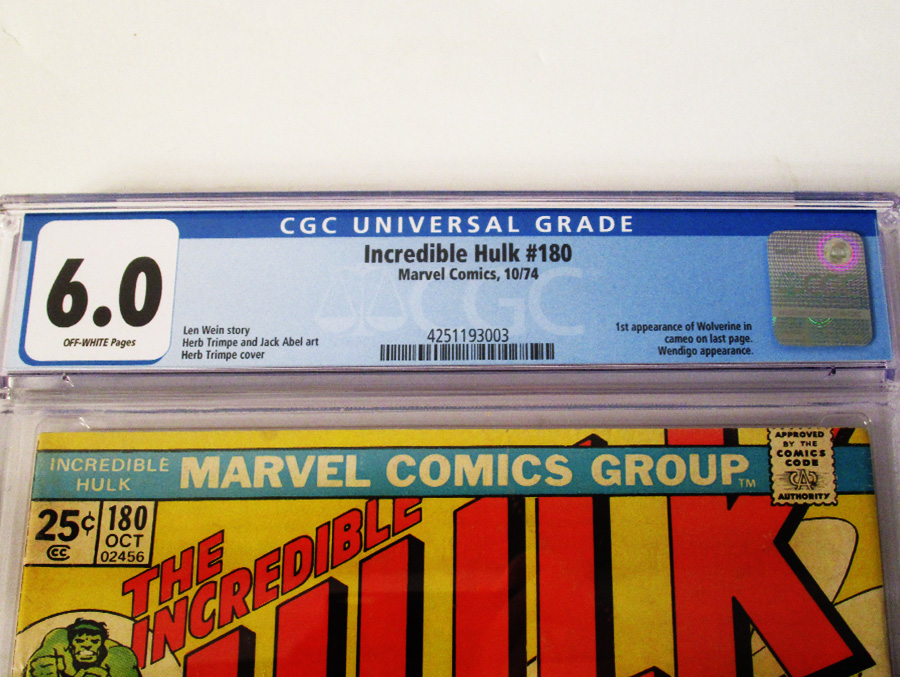 CGC UNIVERSAL GRADE
6.0
OFF-WHITE Pages
Incredible Hulk #180
Marvel Comics, 10/74
CGC
Len Wein story
Herb Trimpe and Jack Abel art
Herb Trimpe cover
4251193003
1st appearance of Wolverine in
cameo on last page.
Wendigo appearance.
INCREDIBLE
HULK
MARVEL COMICS GROUP TM
APPROVED
BY THE
COMICS
CODE
CA
AUTHORITY
25¢
CC
180
OCT
02456
THE
INCREDIBLE
HULK